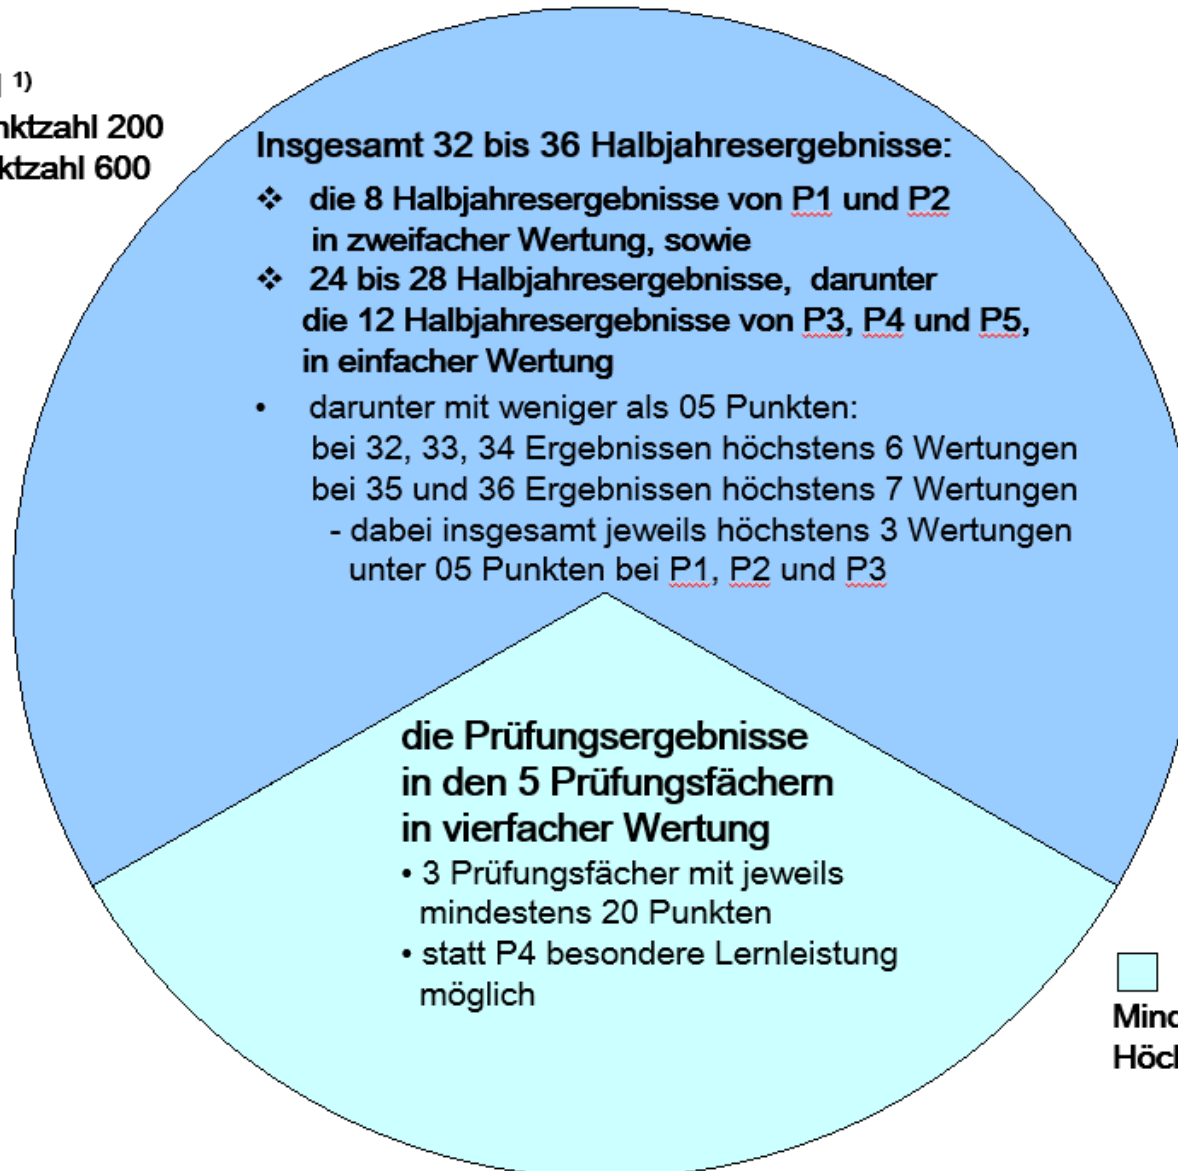 1)
nktzahl 200
ktzahl 600
Insgesamt 32 bis 36 Halbjahresergebnisse:
❖ die 8 Halbjahresergebnisse von P1 und P2
in zweifacher Wertung, sowie
❖ 24 bis 28 Halbjahresergebnisse, darunter
die 12 Halbjahresergebnisse von P3, P4 und P5,
in einfacher Wertung
• darunter mit weniger als 05 Punkten:
bei 32, 33, 34 Ergebnissen höchstens 6 Wertungen
bei 35 und 36 Ergebnissen höchstens 7 Wertungen
- dabei insgesamt jeweils höchstens 3 Wertungen
unter 05 Punkten bei P1, P2 und P3
die Prüfungsergebnisse
in den 5 Prüfungsfächern
in vierfacher Wertung
• 3 Prüfungsfächer mit jeweils
mindestens 20 Punkten
• statt P4 besondere Lernleistung
möglich
Mind
Höch